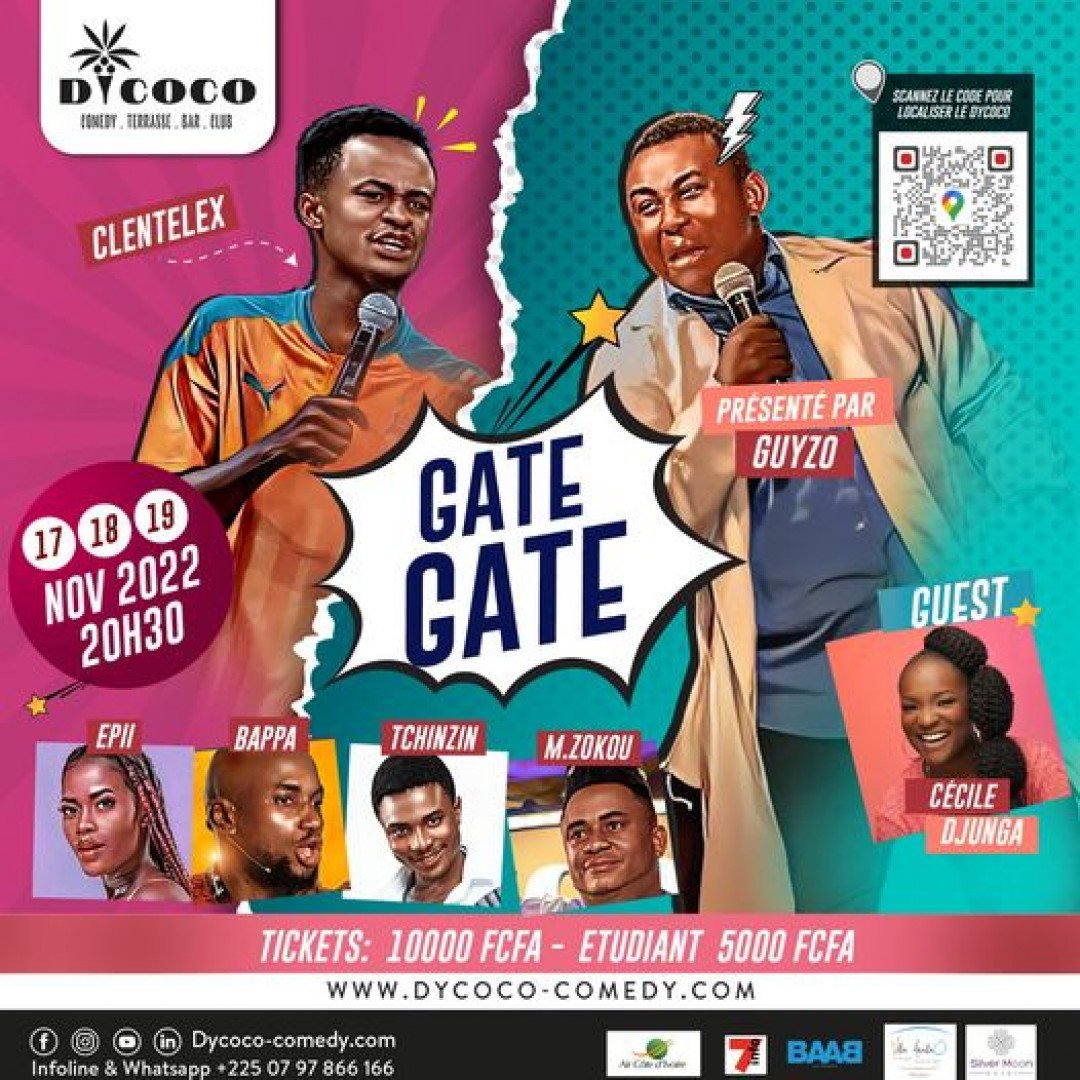 DYCOCO
COMEDY . TERRASSE . BAR . CLUB
SCANNEZ LE CODE POUR
LOCALISER LE DYCOCO
CLENTELEX
PRÉSENTÉ PAR
GUYZO
GATE
GATE
17 18 19
NOV 2022
20H30
GUEST
CÉCILE
DJUNGA
EPII
BAPPA
TCHINZIN
M.ZOKOU
TICKETS: 10000 FCFA - ETUDIANT 5000 FCFA
WWW.DYCOCO-COMEDY.COM
Dycoco-comedy.com
Infoline & Whatsapp +225 07 97 866 166
Air Côte d'Ivoire
7info
BAAB
Silver Moon